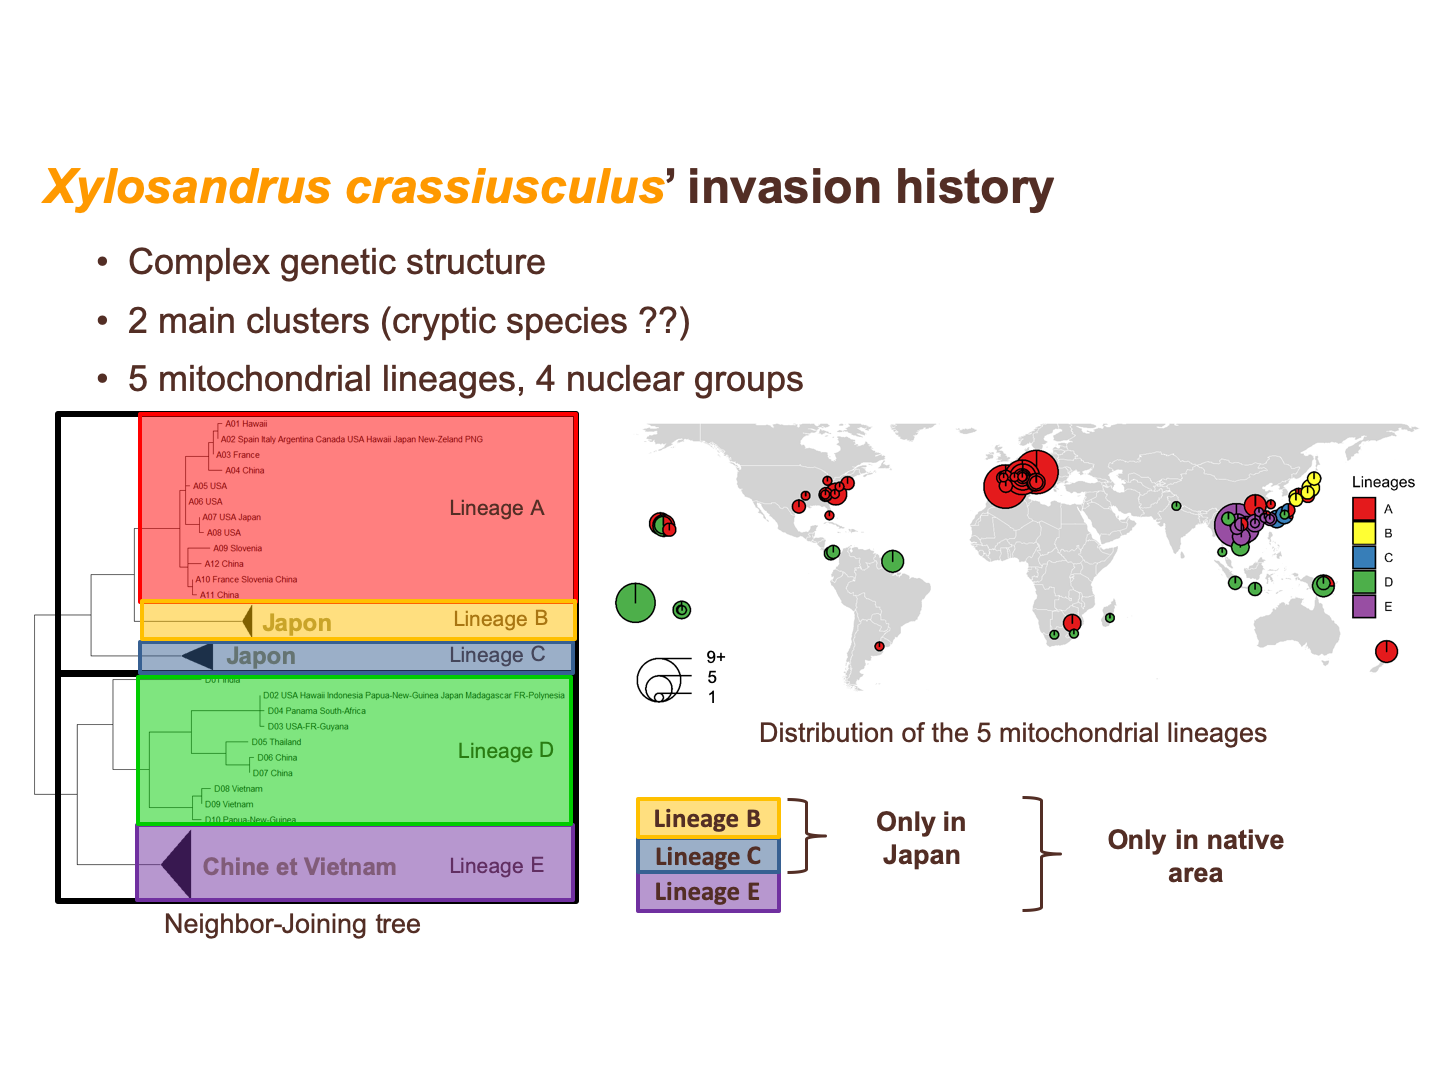 Xylosandrus crassiusculus’ invasion history
• Complex genetic structure
• 2 main clusters (cryptic species ??)
• 5 mitochondrial lineages, 4 nuclear groups
A01 Hawaii
A02 Spain Italy Argentina Canada USA Hawaii Japan New-Zeland PNG
A03 France
A04 China
A05 USA
A06 USA
A07 USA Japan
A08 USA
A09 Slovenia
A12 China
A10 France Slovenia China
A11 China
Lineage A
Japon
Lineage B
Japon
Lineage C
D01 India
D02 USA Hawaii Indonesia Papua-New-Guinea Japan Madagascar FR-Polynesia
D04 Panama South-Africa
D03 USA-FR-Guyana
D05 Thailand
D06 China
D07 China
D08 Vietnam
D09 Vietnam
D10 Papua-New-Guinea
Lineage D
Chine et Vietnam
Lineage E
Neighbor-Joining tree
Lineages
A
B
C
D
E
9+
5
1
Distribution of the 5 mitochondrial lineages
Lineage B
Lineage C
Lineage E
Only in
Japan
Only in native
area